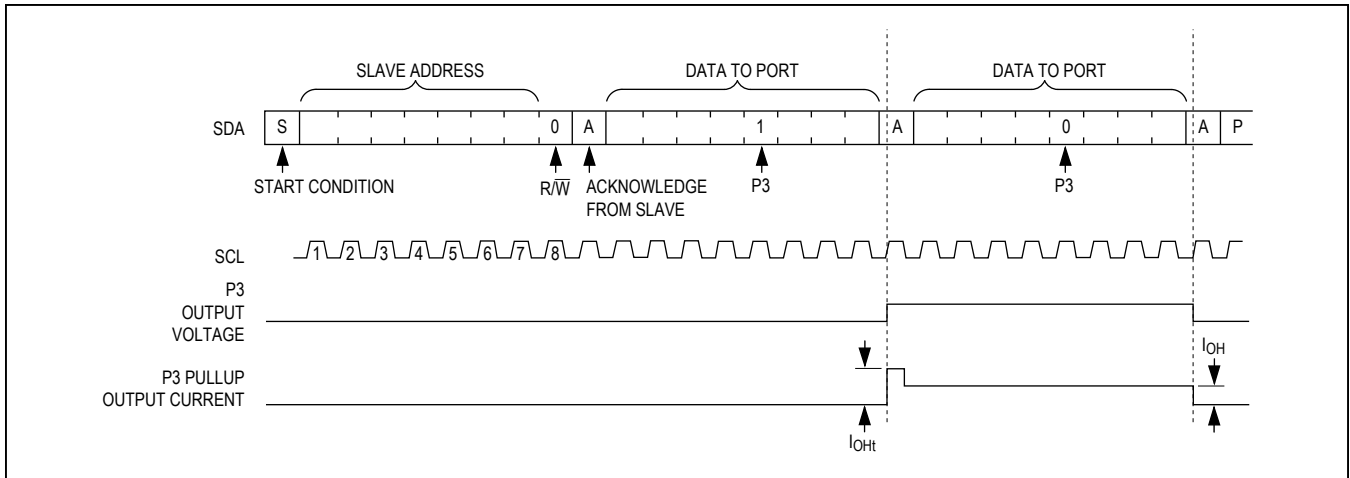 SLAVE ADDRESS DATA TO PORT DATA TO PORT
SDA S 0 A 1 A 0 A P
START CONDITION R/W̅ ACKNOWLEDGE
FROM SLAVE P3 P3
SCL 1 2 3 4 5 6 7 8
P3
OUTPUT
VOLTAGE
IOH
P3 PULLUP
OUTPUT CURRENT
IOHt